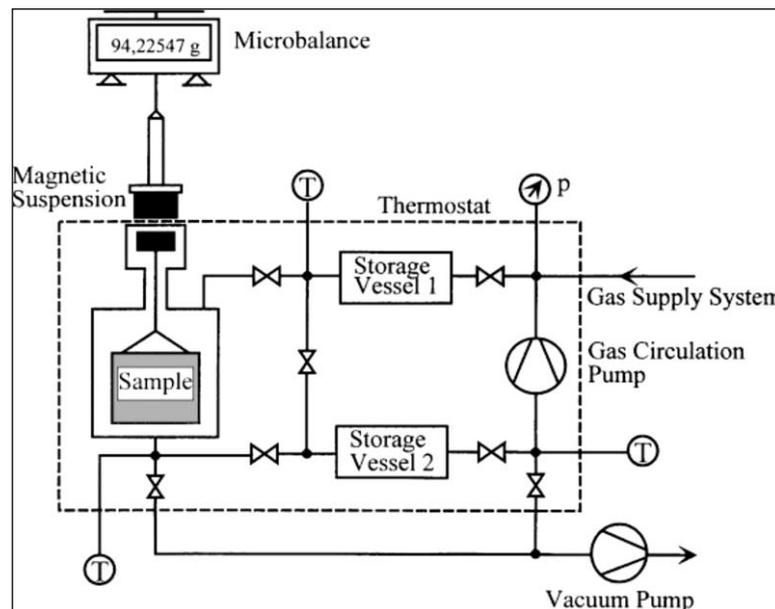 94,22547 g
Microbalance
Magnetic
Suspension
T
p
Thermostat
Storage
Vessel 1
Gas Supply System
Gas Circulation
Pump
Sample
Storage
Vessel 2
T
T
Vacuum Pump